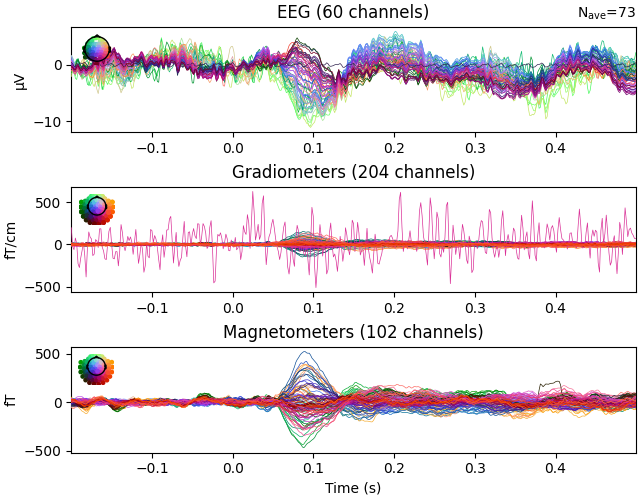 EEG (60 channels)
Nave=73
µV
0
−10
−0.1 0.0 0.1 0.2 0.3 0.4
Gradiometers (204 channels)
fT/cm
500
0
−500
−0.1 0.0 0.1 0.2 0.3 0.4
Magnetometers (102 channels)
fT
500
0
−500
−0.1 0.0 0.1 0.2 0.3 0.4
Time (s)